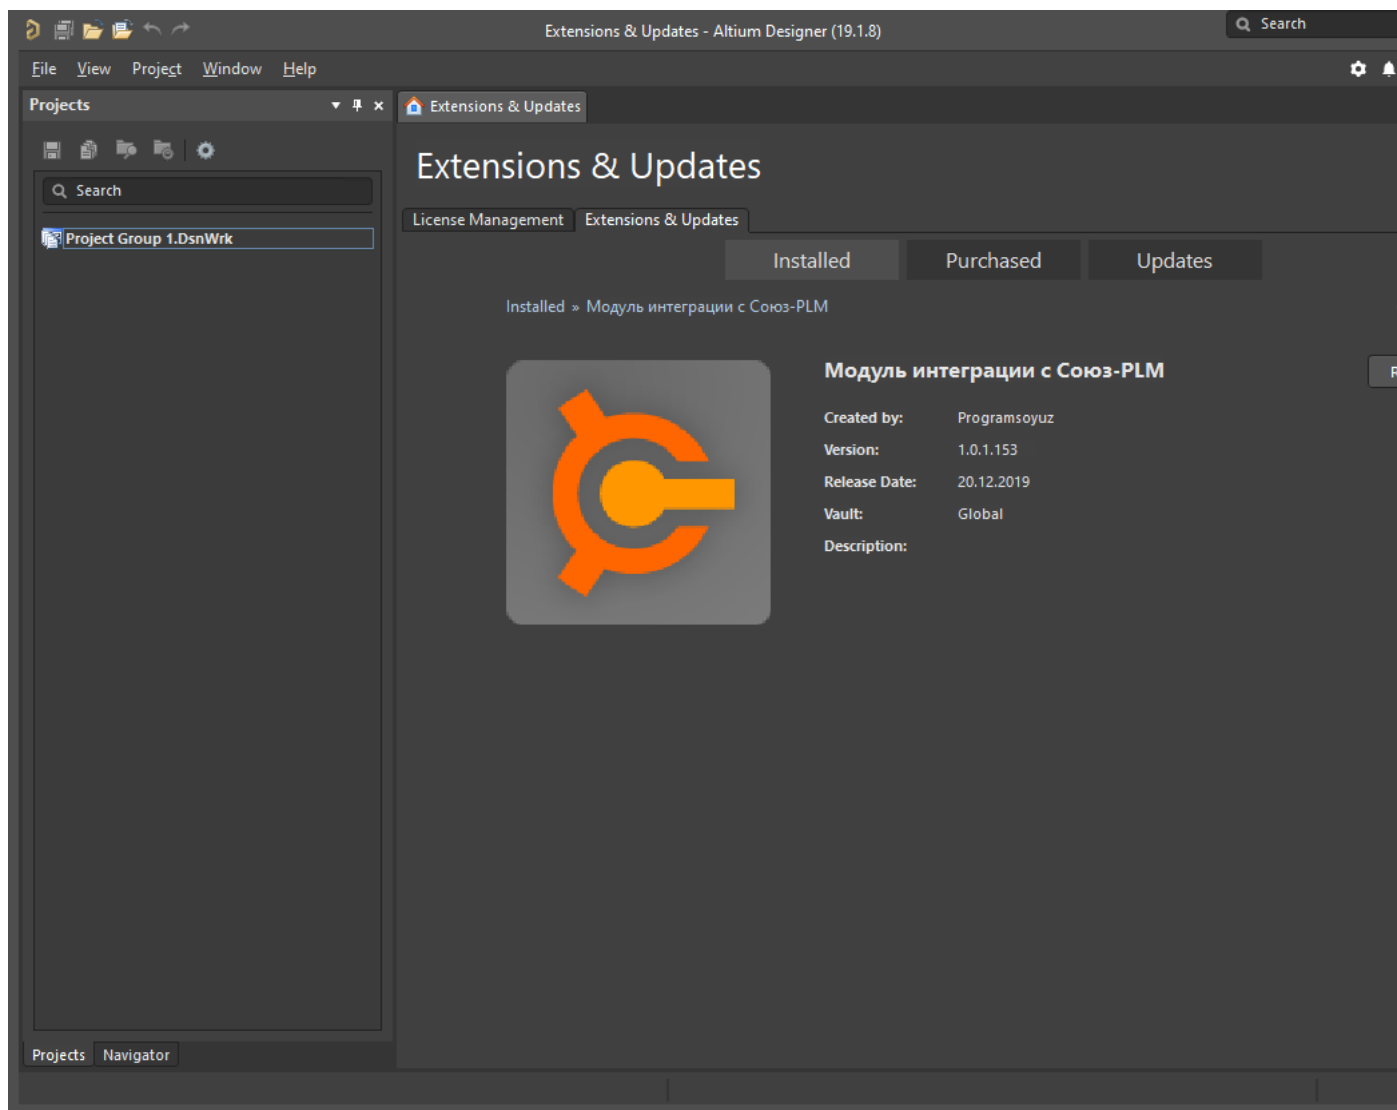 Extensions & Updates - Altium Designer (19.1.8)
Search
File View Project Window Help
Projects
Extensions & Updates
Search
Project Group 1.DsnWrk
Extensions & Updates
License Management Extensions & Updates
Installed Purchased Updates
Installed » Модуль интеграции с Союз-PLM
Модуль интеграции с Союз-PLM
Created by: Programsoyuz
Version: 1.0.1.153
Release Date: 20.12.2019
Vault: Global
Description:
Projects Navigator